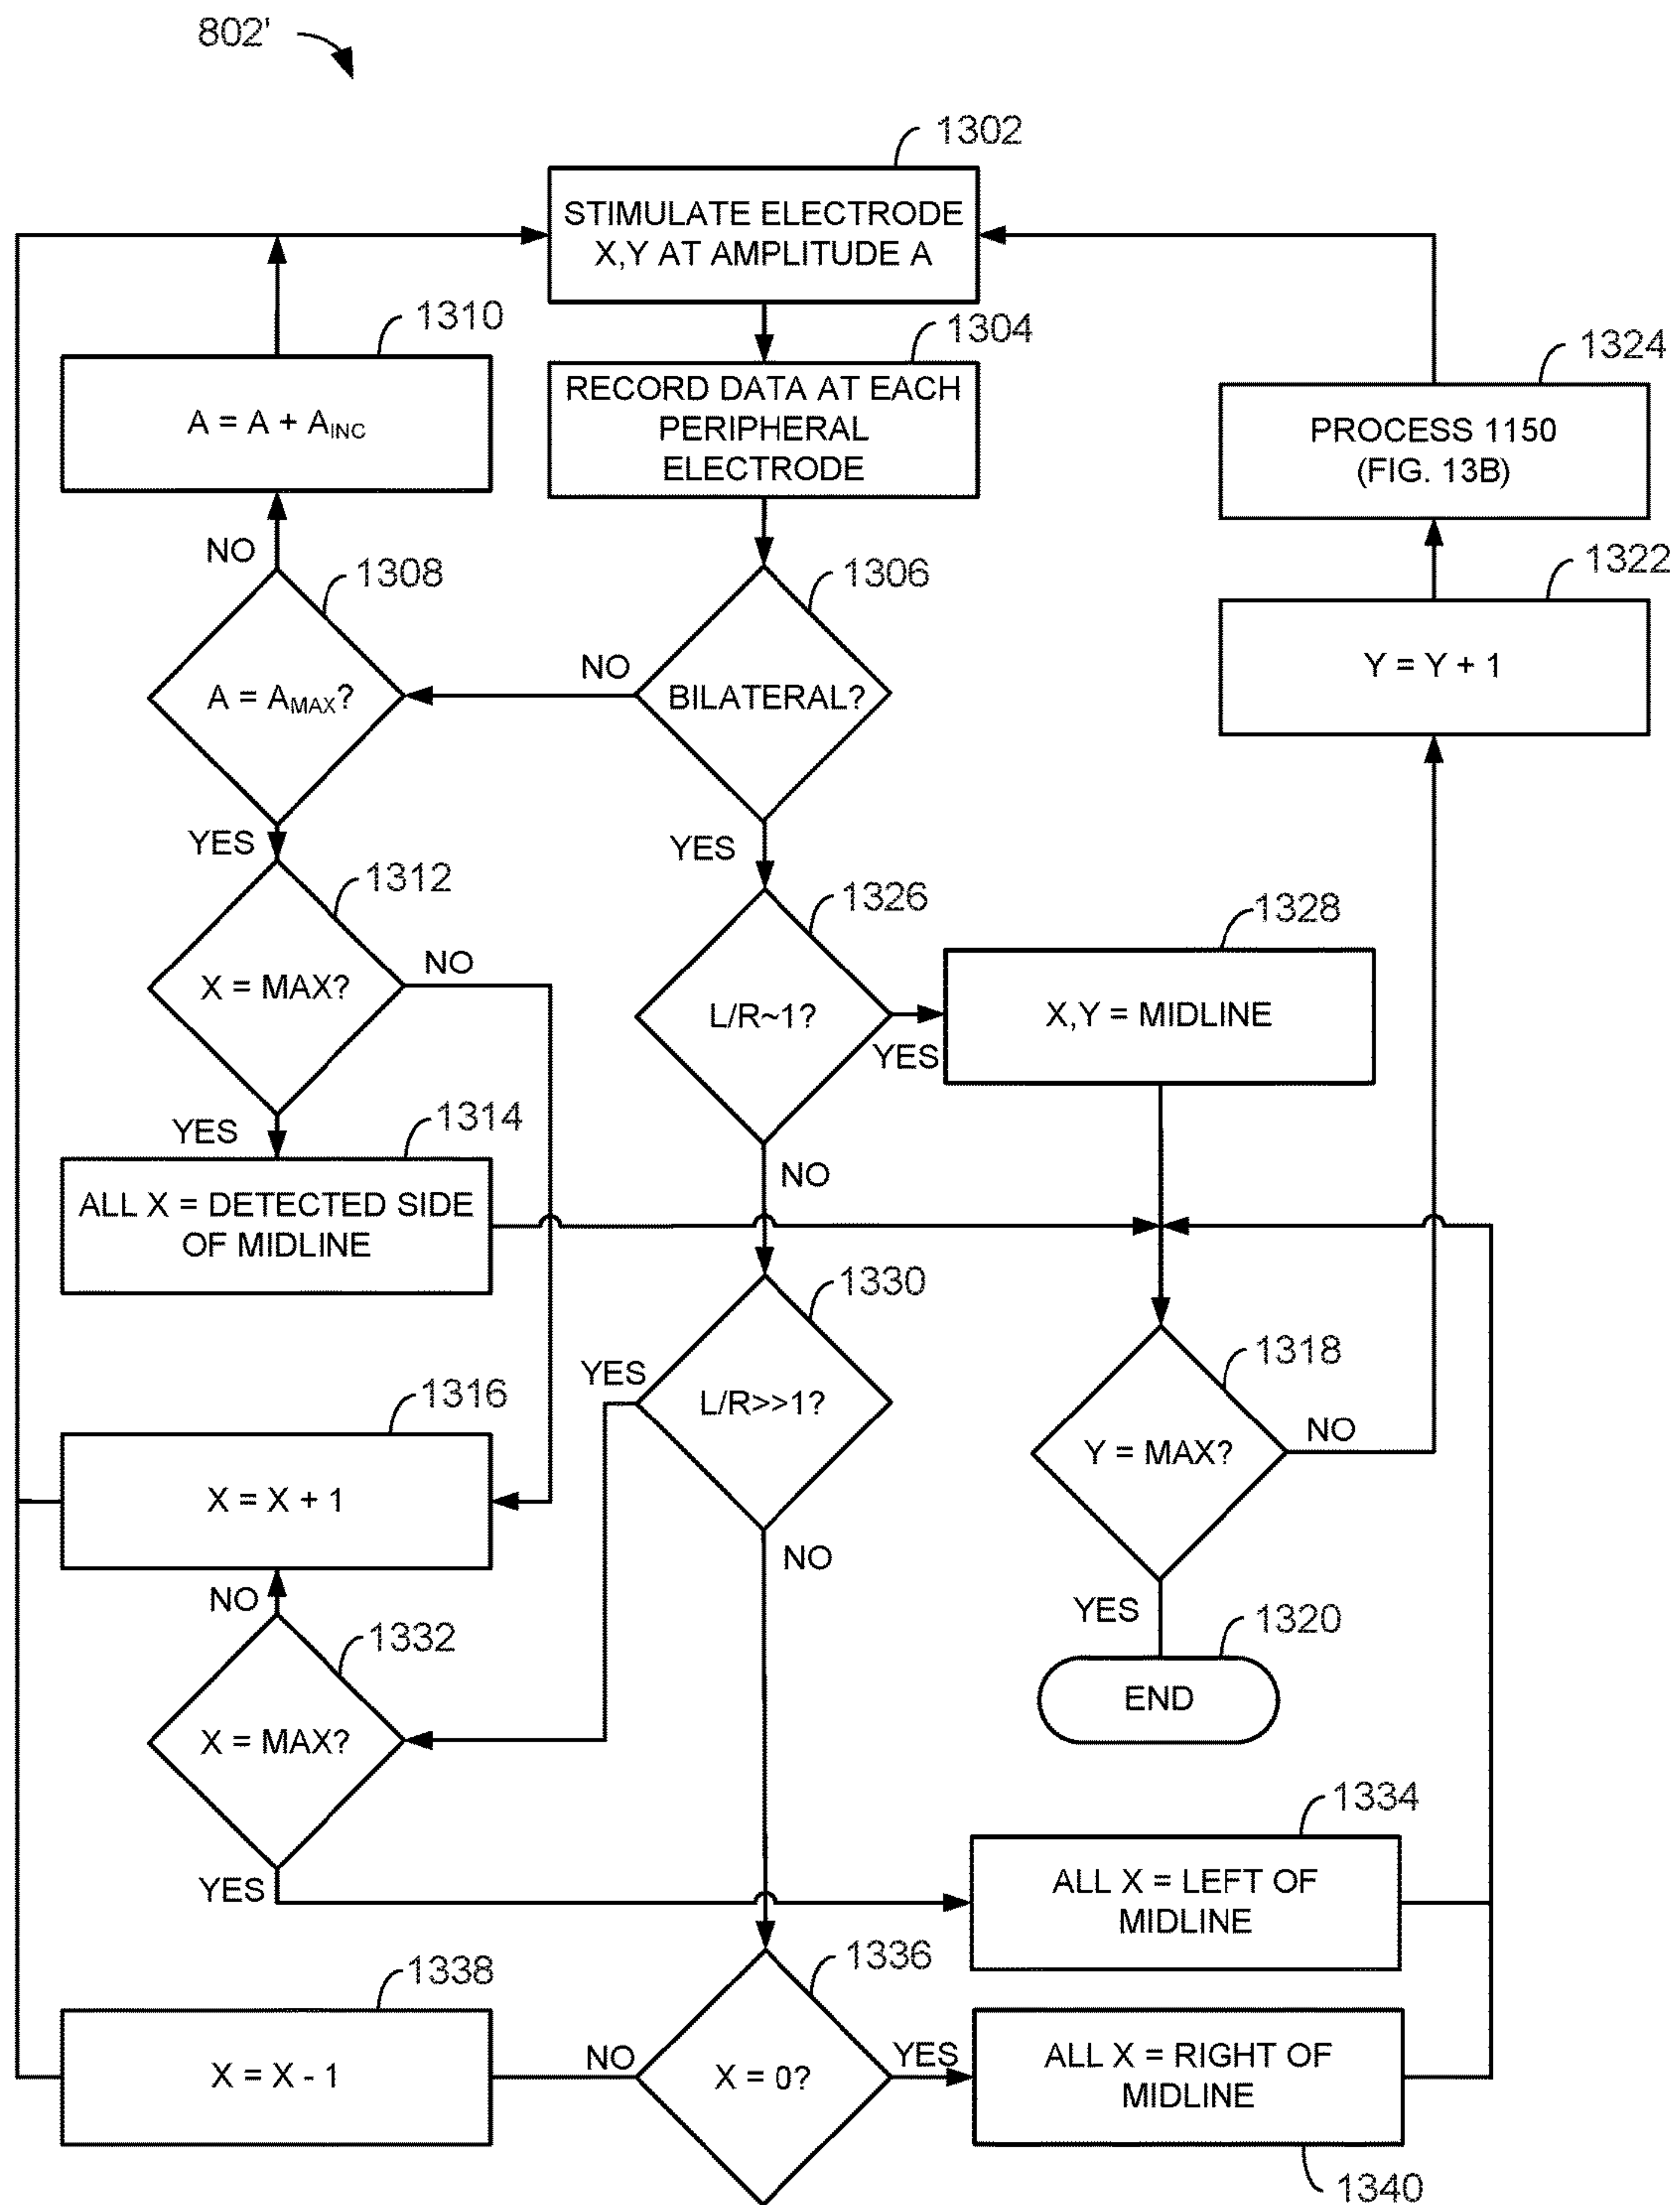 802'
1302
STIMULATE ELECTRODE
X,Y AT AMPLITUDE A
1310
A = A + AINC
1304
RECORD DATA AT EACH
PERIPHERAL
ELECTRODE
1324
PROCESS 1150
(FIG. 13B)
NO
1308
A = AMAX?
NO
1306
BILATERAL?
1322
Y = Y + 1
YES
YES
1312
X = MAX?
NO
1326
L/R~1?
YES
1328
X,Y = MIDLINE
YES
1314
ALL X = DETECTED SIDE
OF MIDLINE
NO
1330
L/R>>1?
YES
1318
Y = MAX?
NO
1316
X = X + 1
NO
NO
1332
X = MAX?
YES
1320
END
YES
1334
ALL X = LEFT OF
MIDLINE
1338
X = X - 1
NO
1336
X = 0?
YES
ALL X = RIGHT OF
MIDLINE
1340